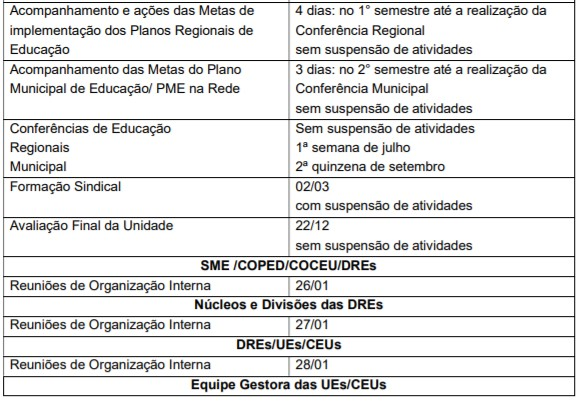 Acompanhamento e ações das Metas de
implementação dos Planos Regionais de
Educação
4 dias: no 1° semestre até a realização da
Conferência Regional
sem suspensão de atividades
Acompanhamento das Metas do Plano
Municipal de Educação/ PME na Rede
3 dias: no 2° semestre até a realização da
Conferência Municipal
sem suspensão de atividades
Conferências de Educação
Regionais
Municipal
Sem suspensão de atividades
1ª semana de julho
2ª quinzena de setembro
Formação Sindical
02/03
com suspensão de atividades
Avaliação Final da Unidade
22/12
sem suspensão de atividades
SME /COPED/COCEU/DREs
Reuniões de Organização Interna
26/01
Núcleos e Divisões das DREs
Reuniões de Organização Interna
27/01
DREs/UEs/CEUs
Reuniões de Organização Interna
28/01
Equipe Gestora das UEs/CEUs